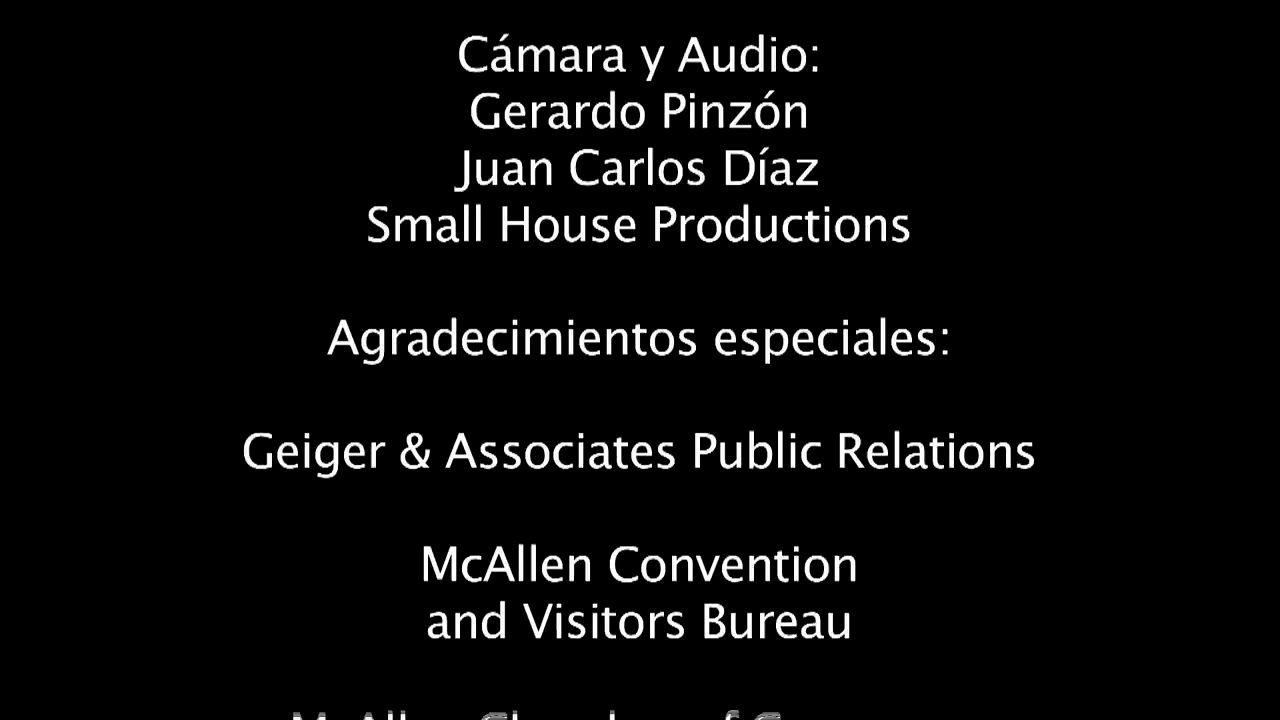 Cámara y Audio:
Gerardo Pinzón
Juan Carlos Díaz
Small House Productions
Agradecimientos especiales:
Geiger & Associates Public Relations
McAllen Convention
and Visitors Bureau